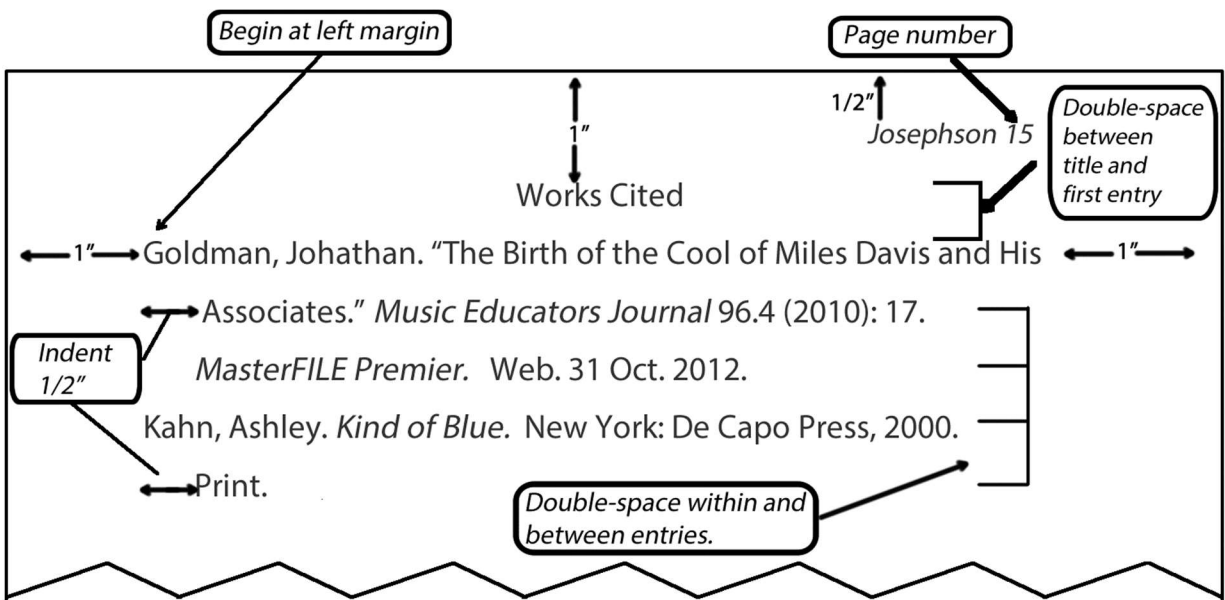 Begin at left margin
Page number
1/2"
1"
Josephson 15
Double-space
between
title and
first entry
Works Cited
1"
Goldman, Johathan. “The Birth of the Cool of Miles Davis and His
1"
Associates.” Music Educators Journal 96.4 (2010): 17.
Indent
1/2"
MasterFILE Premier. Web. 31 Oct. 2012.
Kahn, Ashley. Kind of Blue. New York: De Capo Press, 2000.
Print.
Double-space within and
between entries.